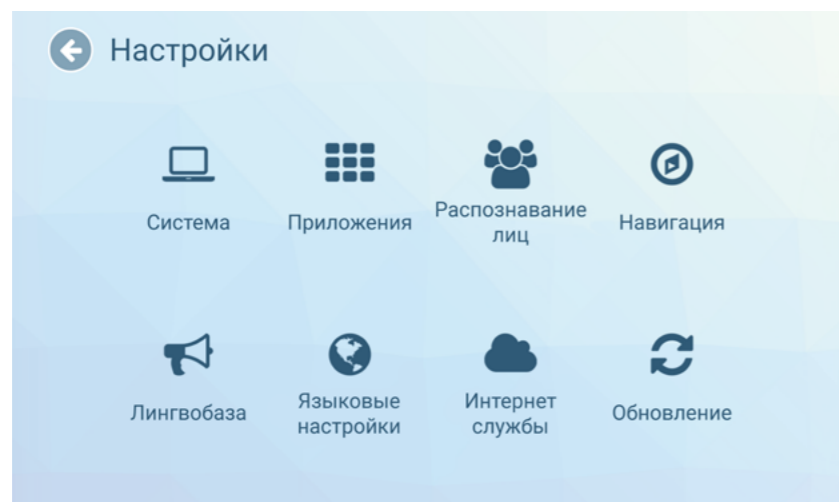 Настройки
Система
Приложения
Распознавание
лиц
Навигация
Лингвобаза
Языковые
настройки
Интернет
службы
Обновление